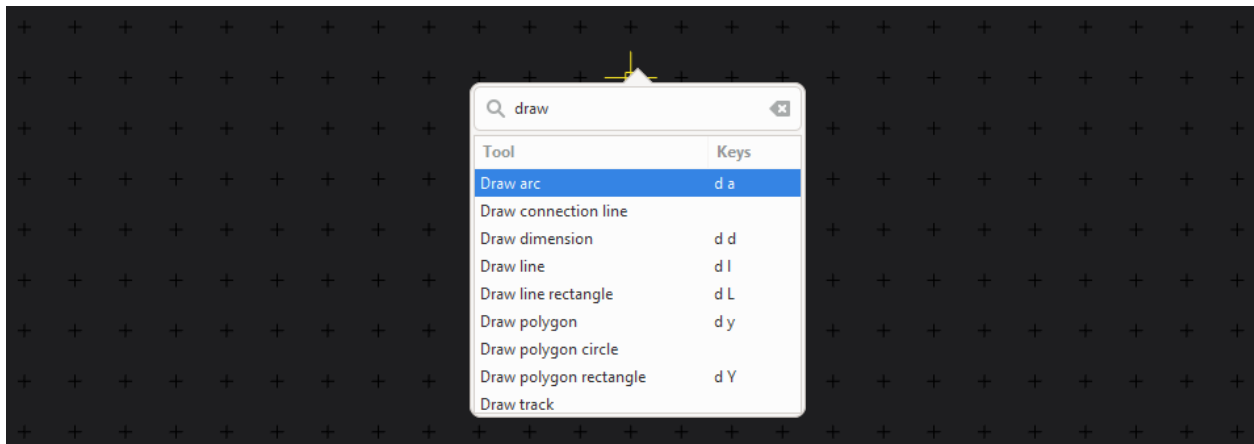 draw
Tool Keys
Draw arc d a
Draw connection line
Draw dimension d d
Draw line d l
Draw line rectangle d L
Draw polygon d y
Draw polygon circle
Draw polygon rectangle d Y
Draw track